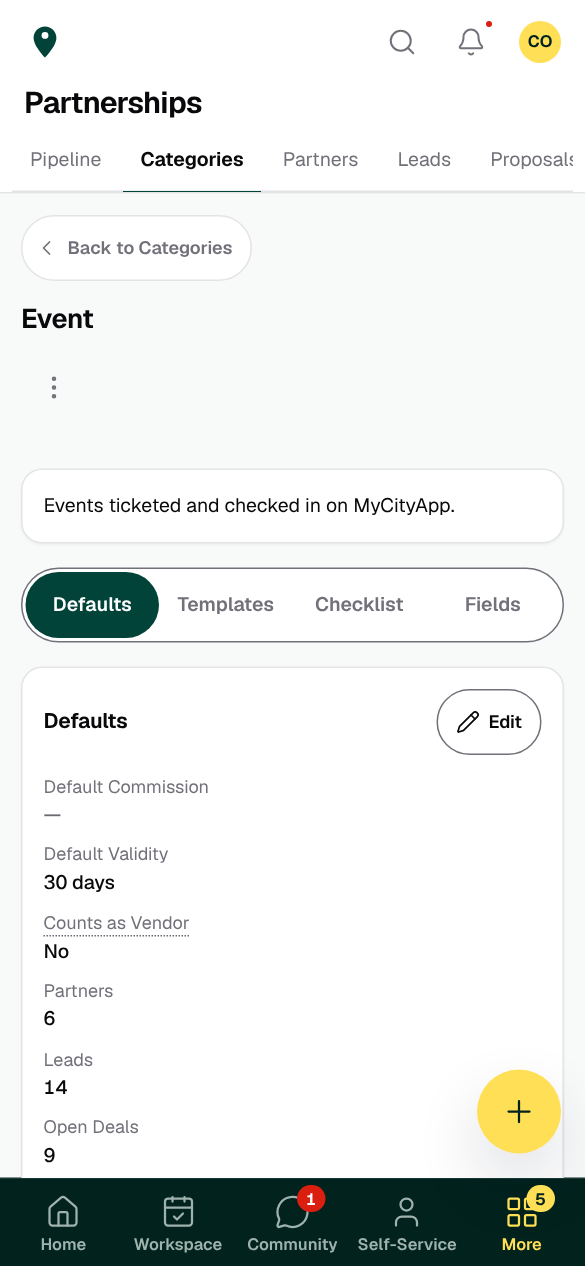 CO
Partnerships
Pipeline Categories Partners Leads Proposals
Back to Categories
Event
Events ticketed and checked in on MyCityApp.
Defaults Templates Checklist Fields
Defaults
Edit
Default Commission
—
Default Validity
30 days
Counts as Vendor
No
Partners
6
Leads
14
Open Deals
9
1
5
Home Workspace Community Self-Service More